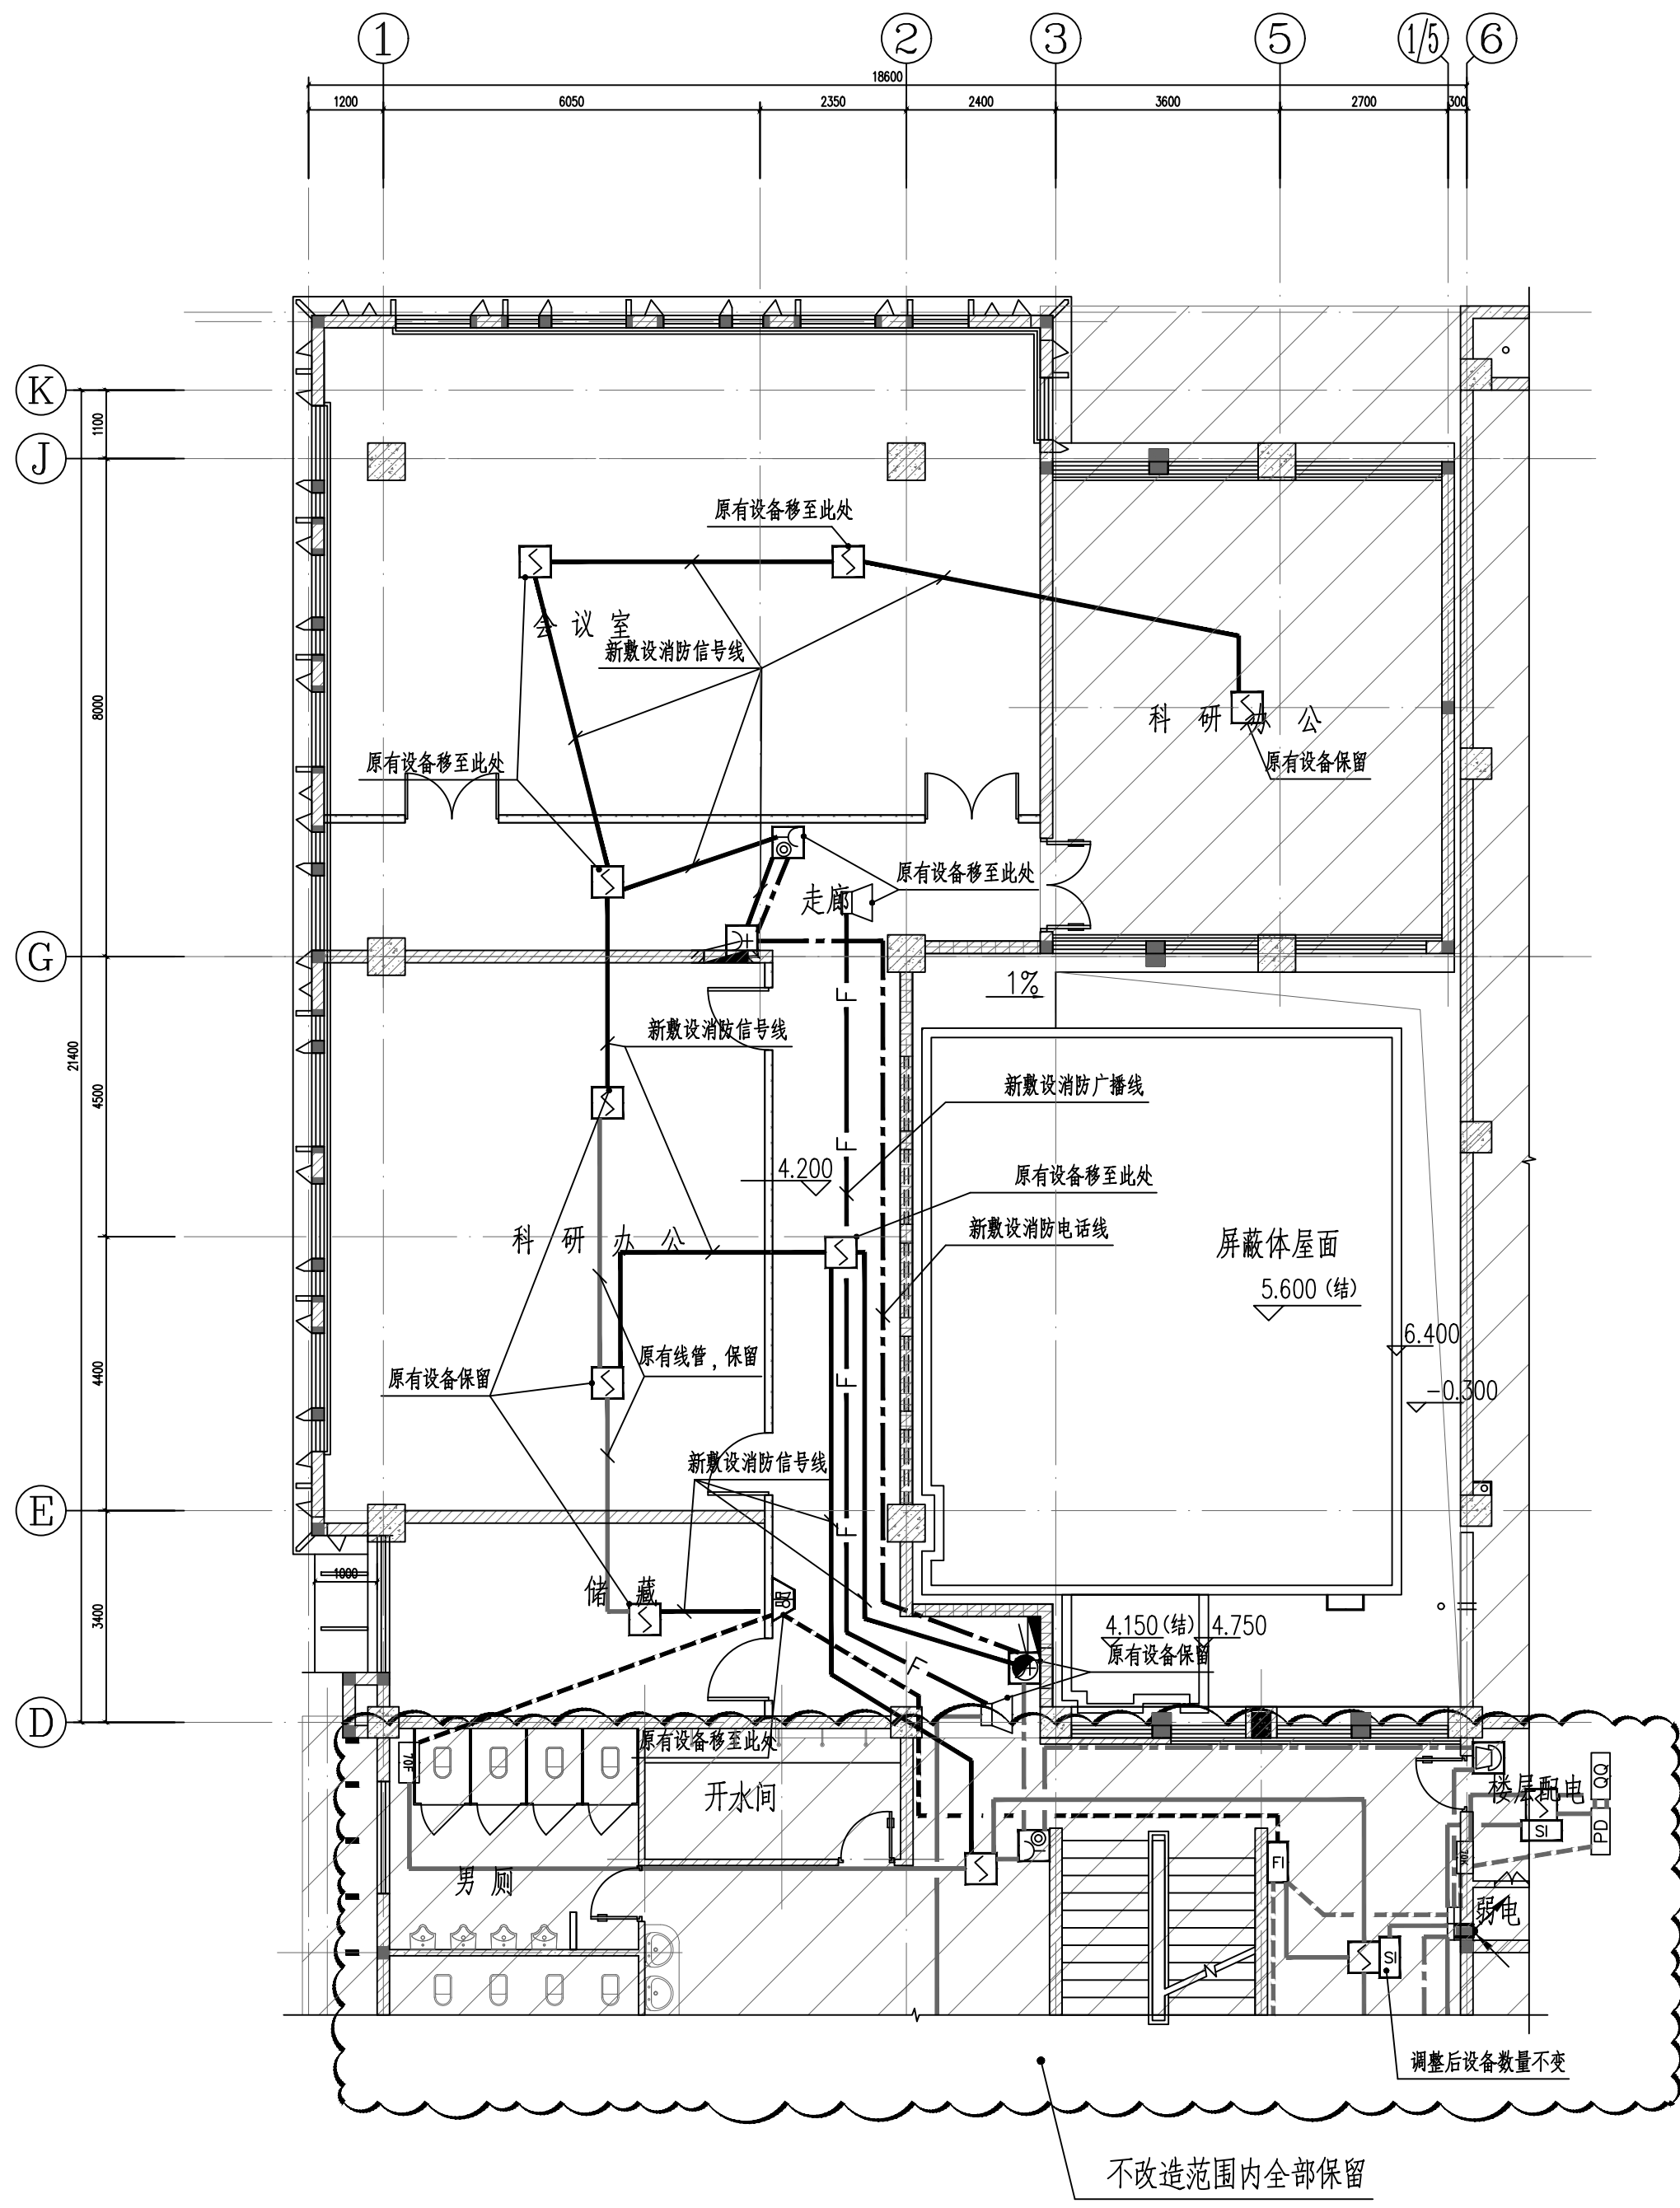 1
2
3
5
1/5
6
18600
1200
6050
2350
2400
3600
2700
300
K
J
G
E
D
1100
8000
21400
4500
4400
3400
1000
原有设备移至此处
会议室
新敷设消防信号线
科研办公
原有设备移至此处
原有设备保留
原有设备移至此处
走廊
1%
F
新敷设消防信号线
新敷设消防广播线
F
4.200
原有设备移至此处
新敷设消防电话线
科研办公
屏蔽体屋面
5.600(结)
6.400
原有线管,保留
原有设备保留
F
-0.300
新敷设消防信号线
F
储藏
4.150(结)
4.750
原有设备保留
F
原有设备移至此处
70F
开水间
楼层配电
QQ
SI
PD
70K
FI
男厕
弱电
SI
N
调整后设备数量不变
不改造范围内全部保留